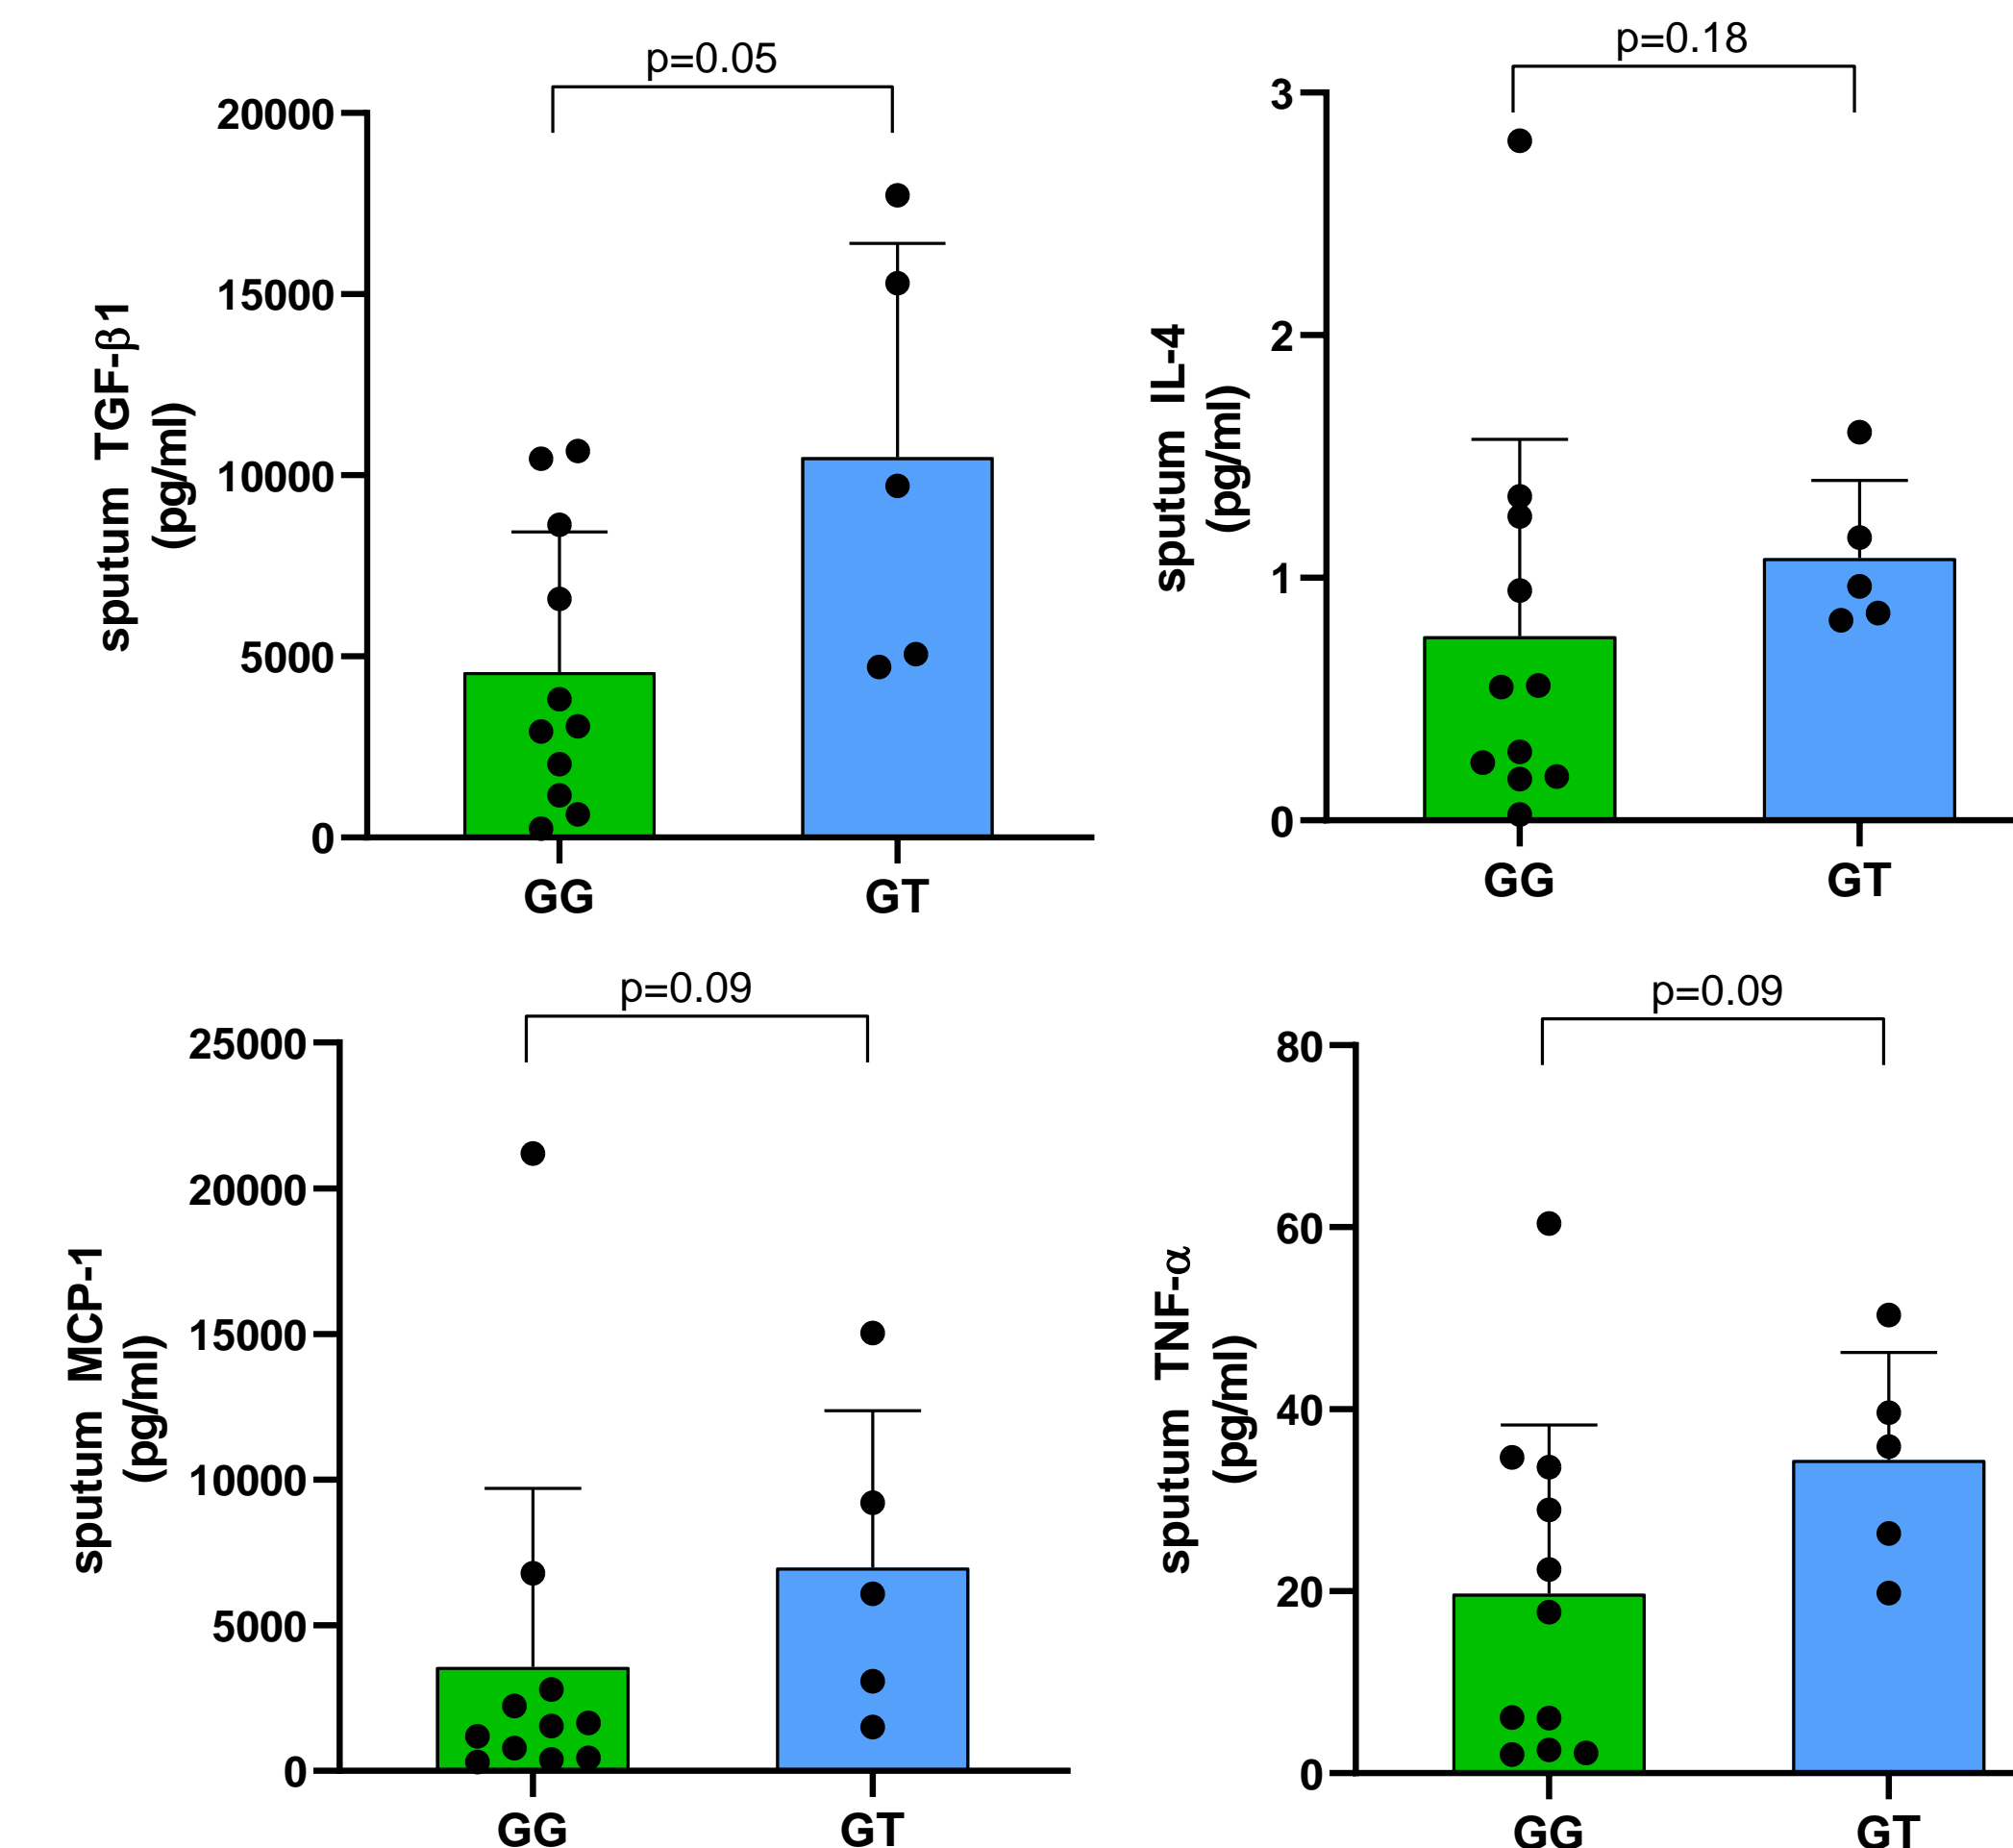 p=0.05
20000
15000
10000
5000
0
sputum TGF-β1
(pg/ml)
GG
GT
p=0.18
3
2
1
0
sputum IL-4
(pg/ml)
GG
GT
p=0.09
25000
20000
15000
10000
5000
0
sputum MCP-1
(pg/ml)
GG
GT
p=0.09
80
60
40
20
0
sputum TNF-α
(pg/ml)
GG
GT